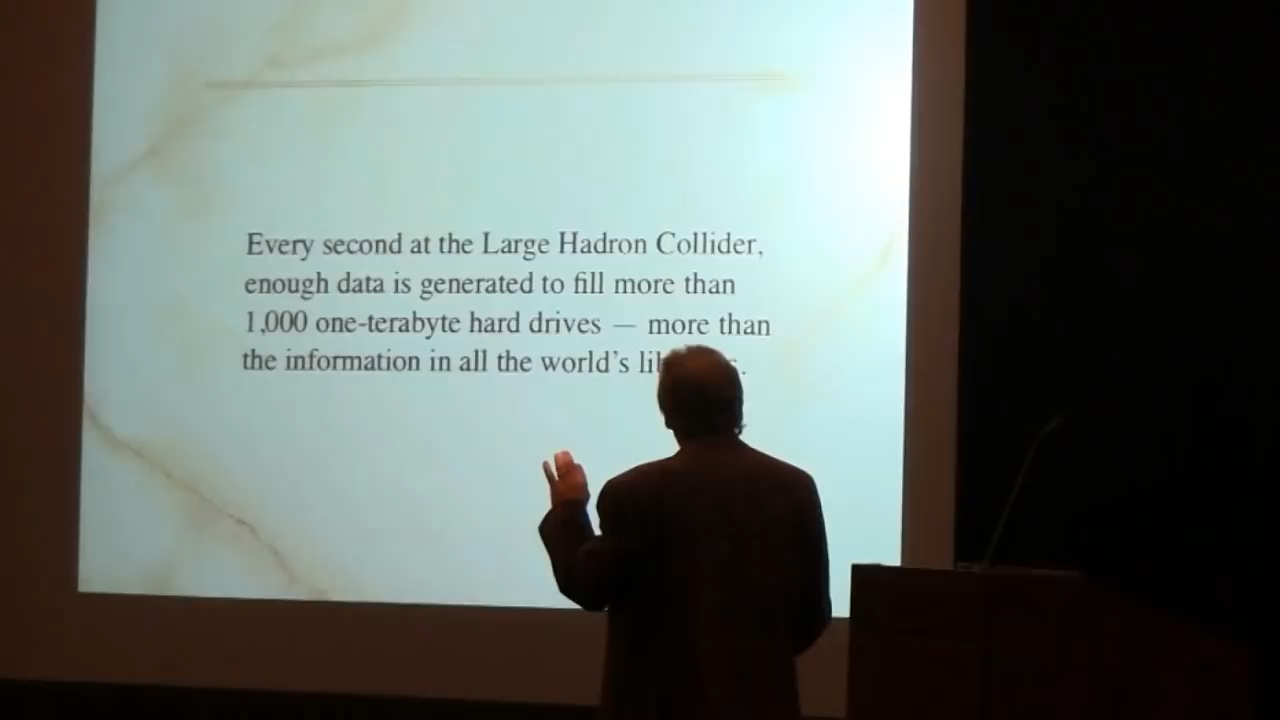 Every second at the Large Hadron Collider,
enough data is generated to fill more than
1,000 one-terabyte hard drives — more than
the information in all the world's